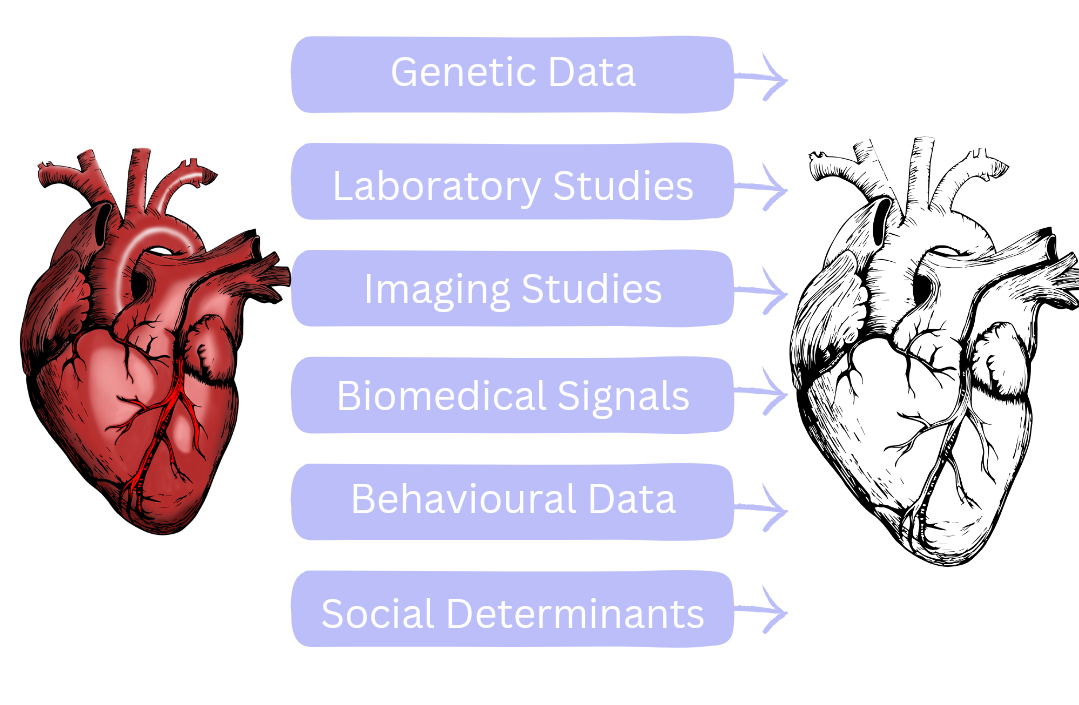 Genetic Data
Laboratory Studies
Imaging Studies
Biomedical Signals
Behavioural Data
Social Determinants